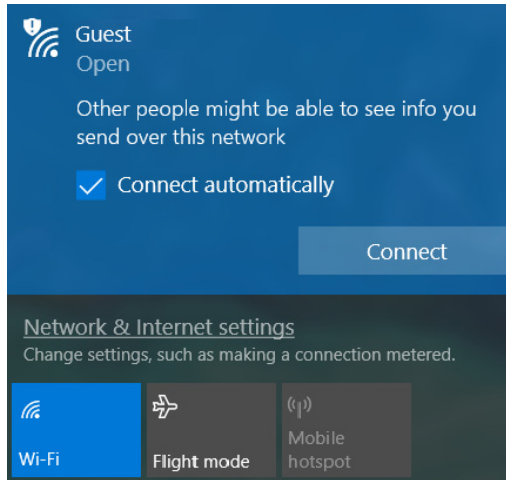 Guest
Open
Other people might be able to see info you
send over this network
Connect automatically
Connect
Network & Internet settings
Change settings, such as making a connection metered.
Wi-Fi
Flight mode
Mobile
hotspot